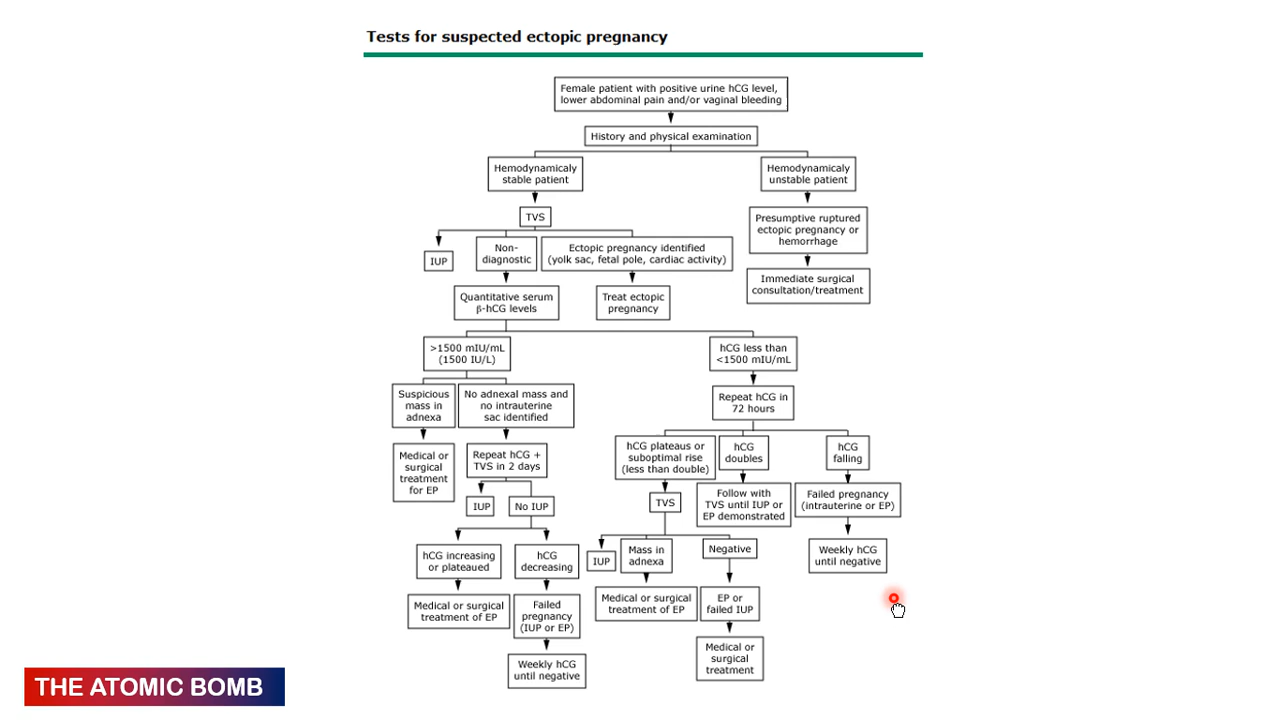 Tests for suspected ectopic pregnancy
Female patient with positive urine hCG level,
lower abdominal pain and/or vaginal bleeding
History and physical examination
Hemodynamicaly
stable patient
Hemodynamicaly
unstable patient
TVS
Presumptive ruptured
ectopic pregnancy or
hemorrhage
IUP
Non-
diagnostic
Ectopic pregnancy identified
(yolk sac, fetal pole, cardiac activity)
Immediate surgical
consultation/treatment
Quantitative serum
β-hCG levels
Treat ectopic
pregnancy
>1500 mIU/mL
(1500 IU/L)
hCG less than
<1500 mIU/mL
Suspicious
mass in
adnexa
No adnexal mass and
no intrauterine
sac identified
Repeat hCG in
72 hours
Medical or
surgical
treatment
for EP
Repeat hCG +
TVS in 2 days
hCG plateaus or
suboptimal rise
(less than double)
hCG
doubles
hCG
falling
IUP
No IUP
TVS
Follow with
TVS until IUP or
EP demonstrated
Failed pregnancy
(intrauterine or EP)
hCG increasing
or plateaued
hCG
decreasing
IUP
Mass in
adnexa
Negative
Weekly hCG
until negative
Medical or surgical
treatment of EP
Failed
pregnancy
(IUP or EP)
Medical or surgical
treatment of EP
EP or
failed IUP
Weekly hCG
until negative
Medical or
surgical
treatment
THE ATOMIC BOMB